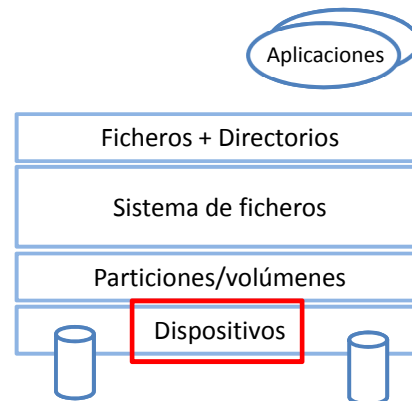 Aplicaciones
Ficheros + Directorios
Sistema de ficheros
Particiones/volúmenes
Dispositivos